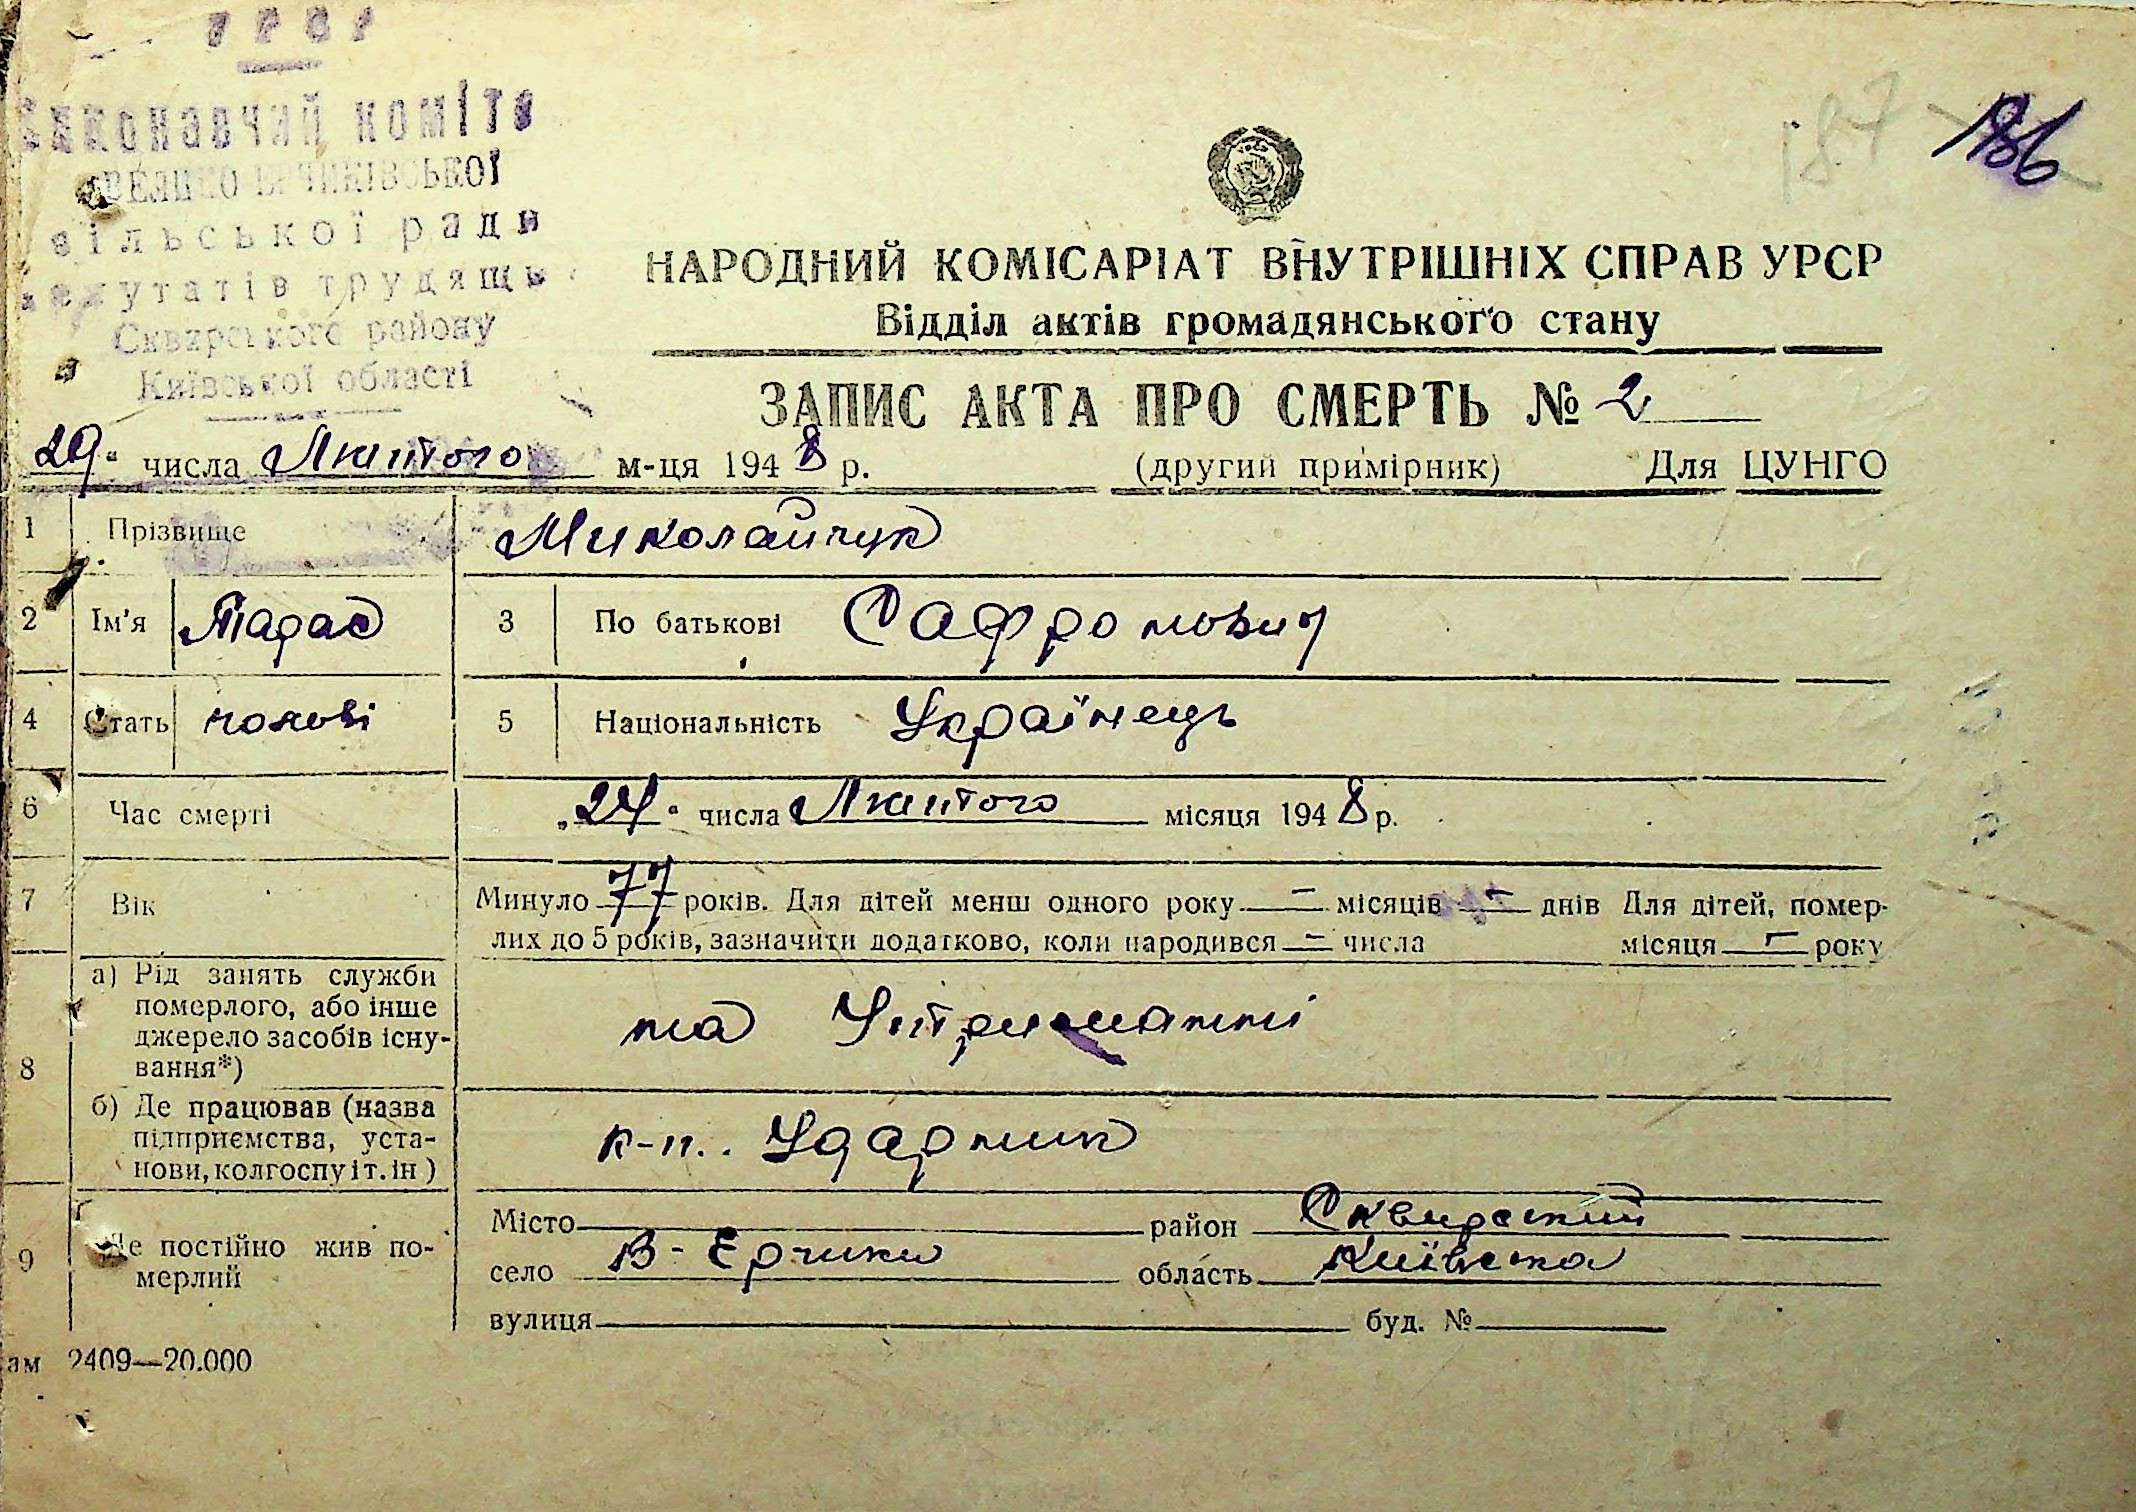 УРСР
Виконавчий коміте
ВЕЛИКО ЄРЧИКІВСЬКОЇ
сільської ради
депутатів трудящь
Сквирського району
Київської області
187 186
НАРОДНИЙ КОМІСАРІАТ ВНУТРІШНІХ СПРАВ УРСР
Відділ актів громадянського стану
ЗАПИС АКТА ПРО СМЕРТЬ № 2
29 " числа Лютого м-ця 1948 р. (другий примірник) Для ЦУНГО
1 Прізвище Миколайчук
2 Ім'я Тарас 3 По батькові Сафронович
4 Стать чолові 5 Національність Українець
6 Час смерті „24" числа Лютого місяця 1948 р.
7 Вік Минуло 77 років. Для дітей менш одного року — місяців — днів Для дітей, помер-
лих до 5 років, зазначити додатково, коли народився — числа місяця — року
8 а) Рід занять служби
померлого, або інше
джерело засобів існу-
вання*) на Утриманні
б) Де працював (назва
підприємства, уста-
нови, колгоспу і т. ін) к-п.. Ударник
9 Де постійно жив по-
мерлий
Місто район Сквирський
село В-Єрчики область Київська
вулиця буд. №
ам 2409—20.000